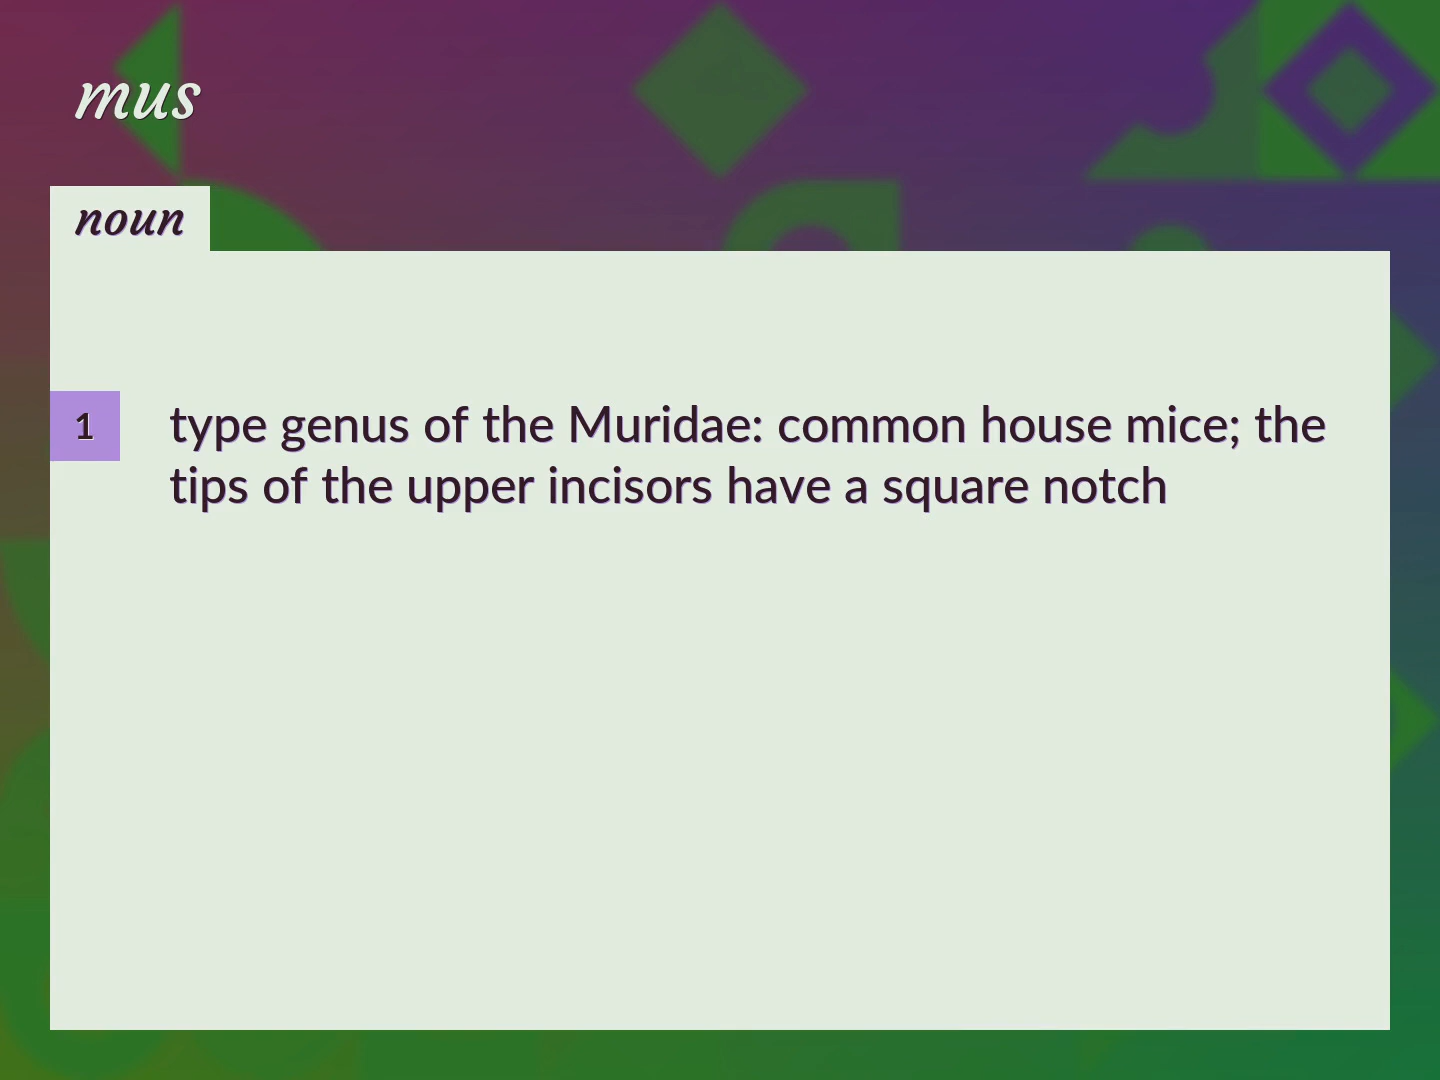 mus
noun
1
type genus of the Muridae: common house mice; the
tips of the upper incisors have a square notch